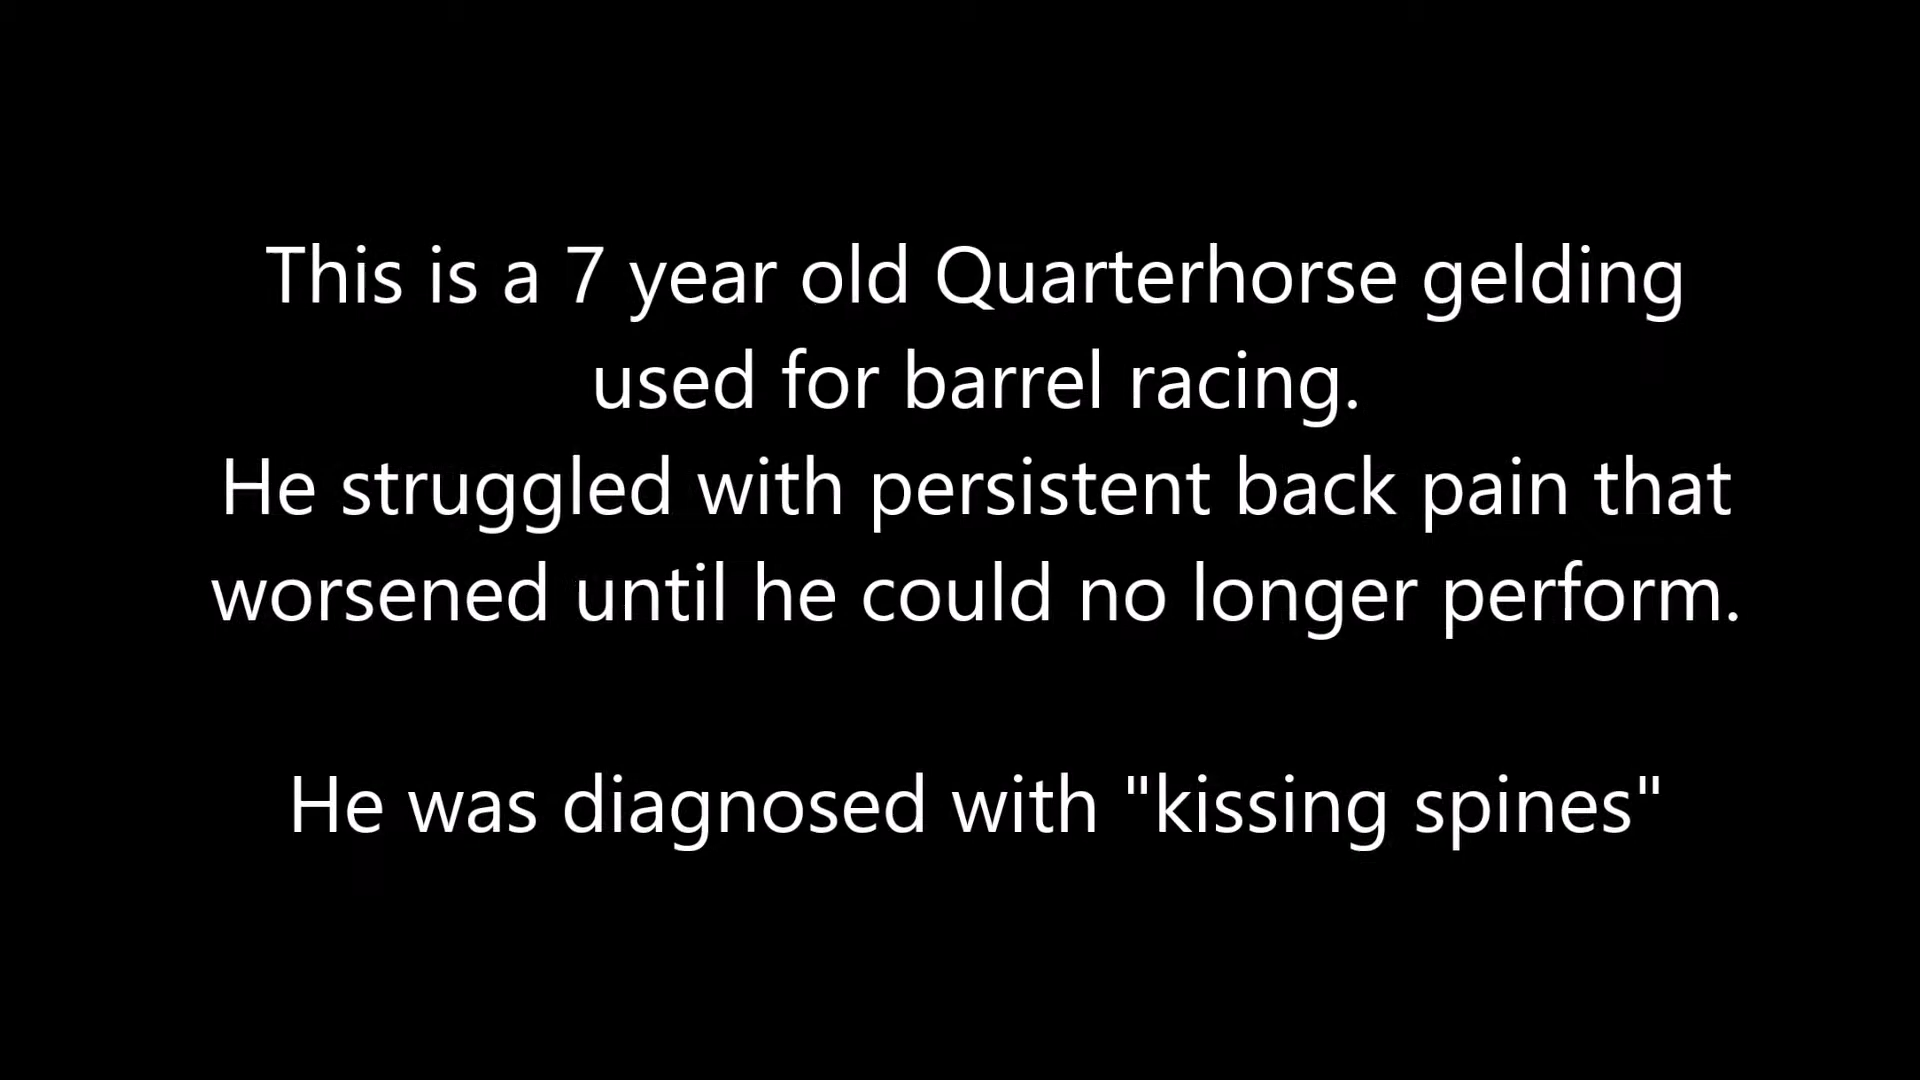 This is a 7 year old Quarterhorse gelding
used for barrel racing.
He struggled with persistent back pain that
worsened until he could no longer perform.
He was diagnosed with "kissing spines"